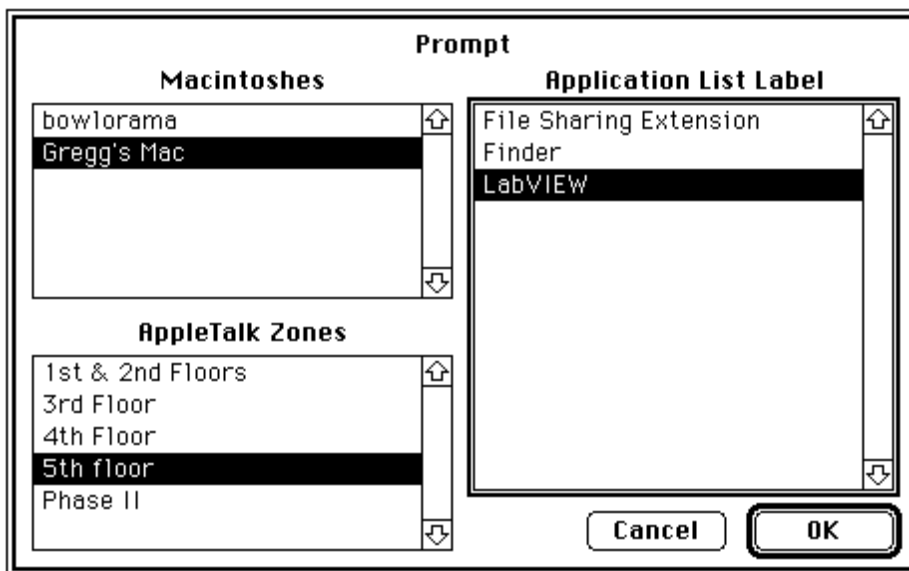 Prompt
Macintoshes
bowlorama
Gregg's Mac
AppleTalk Zones
1st & 2nd Floors
3rd Floor
4th Floor
5th floor
Phase II
Application List Label
File Sharing Extension
Finder
LabVIEW
Cancel
OK